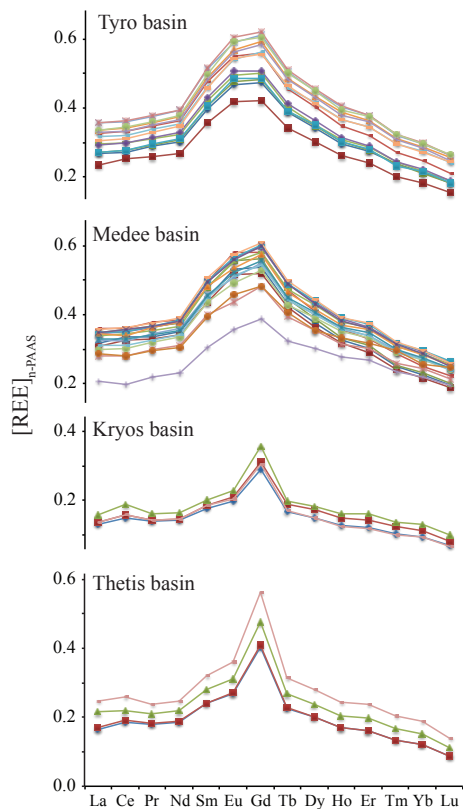 Tyro basin
0.6
0.4
0.2
Medee basin
0.6
0.4
0.2
[REE]n-PAAS
Kryos basin
0.4
0.2
Thetis basin
0.6
0.4
0.2
0.0
La Ce Pr Nd Sm Eu Gd Tb Dy Ho Er Tm Yb Lu